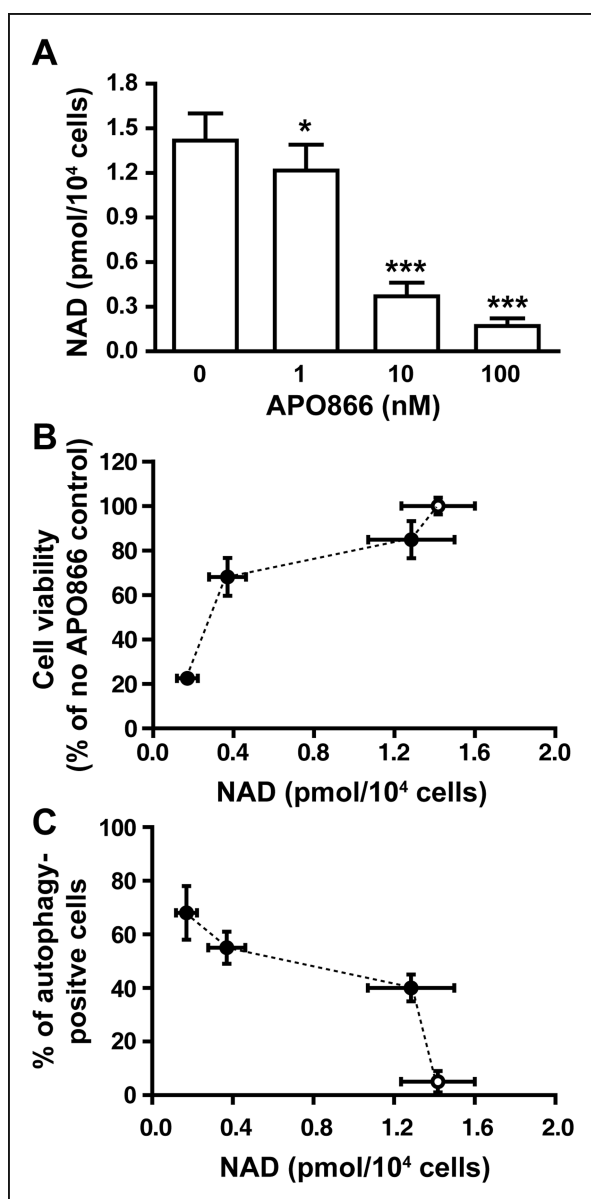 A
NAD (pmol/10⁴ cells)
1.8
1.5
1.2
0.9
0.6
0.3
0.0
*
***
***
0 1 10 100
APO866 (nM)
B
Cell viability
(% of no APO866 control)
120
100
80
60
40
20
0
0.0 0.4 0.8 1.2 1.6 2.0
NAD (pmol/10⁴ cells)
C
% of autophagy-
positve cells
100
80
60
40
20
0
0.0 0.4 0.8 1.2 1.6 2.0
NAD (pmol/10⁴ cells)